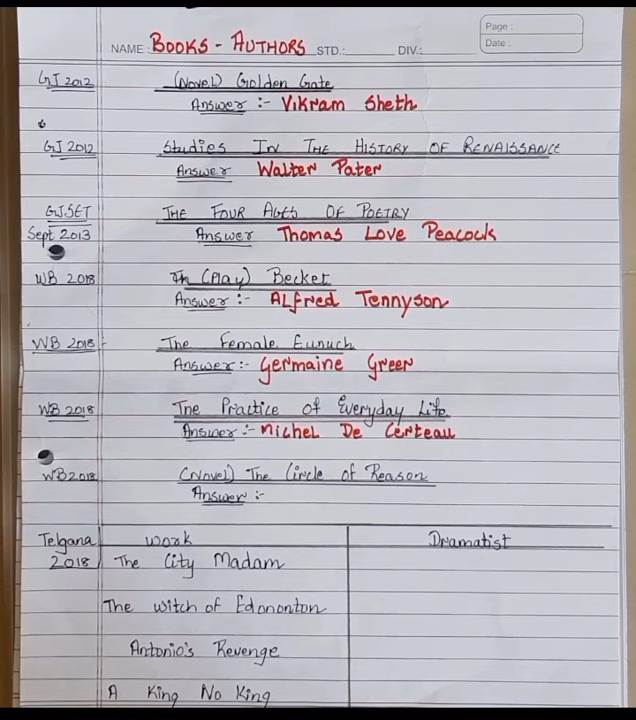 Page :
Date :
NAME : BOOKS - AUTHORS STD.: DIV.:
GJ 2012 (Novel) Golden Gate
Answer :- Vikram Sheth
GJ 2012 Studies In THE HISTORY OF RENAISSANCE
Answer Walter Pater
GJSET THE FOUR AGES OF POETRY
Sept 2013 Answer Thomas Love Peacock
WB 2018 (Play) Becket
Answer :- Alfred Tennyson
WB 2018 - The Female Eunuch
Answer :- Germaine Greer
WB 2018 The Practice of Everyday Life
Answer :- Michel De Certeau
WB 2018 (Novel) The Circle of Reason
Answer :-
Telgana Work Dramatist
2018 The City Madam
The witch of Edononton
Antonio's Revenge
A King No King